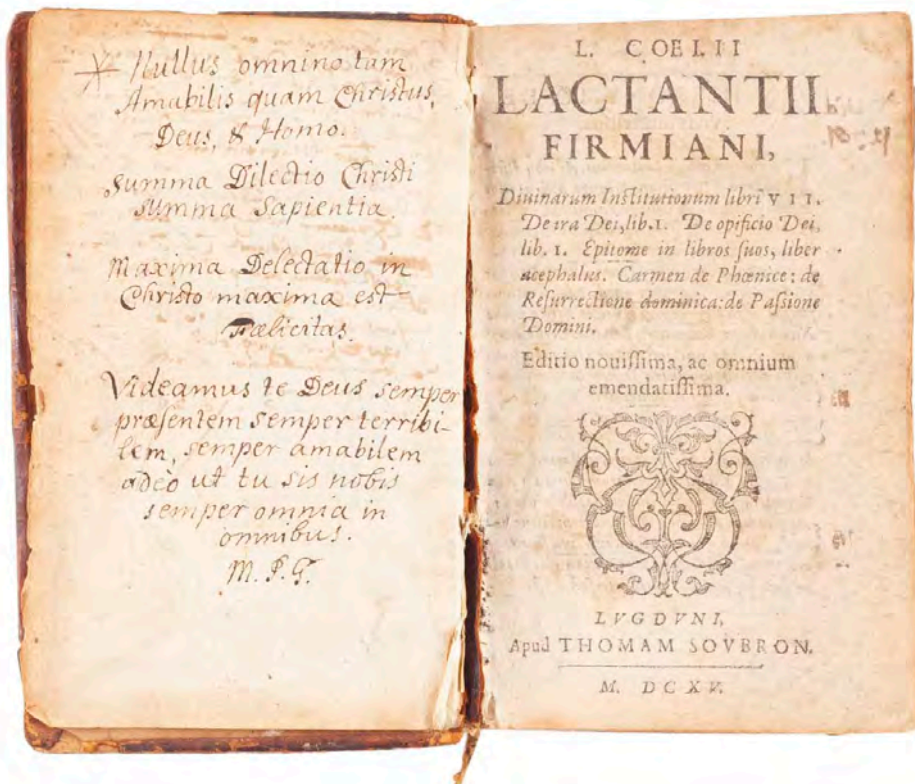 Nullus omnino tam
Amabilis quam Christus,
Deus, & Homo.
Summa Dilectio Christi
summa Sapientia.
Maxima Delectatio in
Christo maxima est
Fœlicitas.
Videamus te Deus semper
præsentem semper terribi-
lem, semper amabilem
adeò ut tu sis nobis
semper omnia in
omnibus.
M. P. G.
L. COELII
LACTANTII
FIRMIANI,
Diuinarum Institutionum libri VII.
De ira Dei, lib. I. De opificio Dei,
lib. I. Epitome in libros suos, liber
acephalus. Carmen de Phœnice: de
Resurrectione dominica: de Passione
Domini.
Editio nouissima, ac omnium
emendatissima.
LVGDVNI,
Apud THOMAM SOVBRON.
M. DCXV.